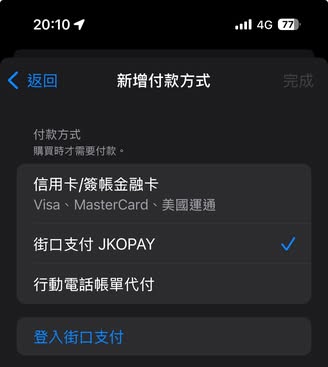 20:10
4G 77
返回
新增付款方式
完成
付款方式
購買時才需要付款。
信用卡/簽帳金融卡
Visa、MasterCard、美國運通
街口支付 JKOPAY
行動電話帳單代付
登入街口支付